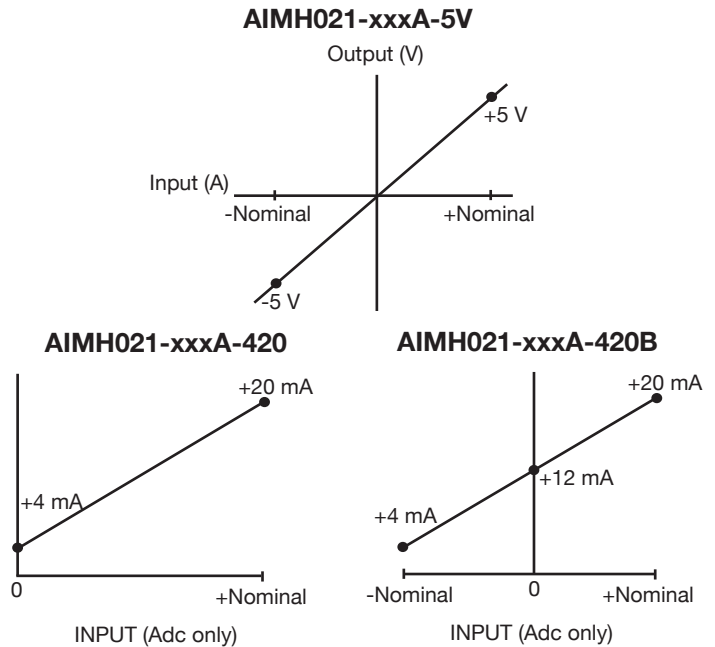 AIMH021-xxxA-5V
Output (V)
+5 V
Input (A)
-Nominal
+Nominal
-5 V
AIMH021-xxxA-420
+20 mA
+4 mA
0
+Nominal
INPUT (Adc only)
AIMH021-xxxA-420B
+20 mA
+12 mA
+4 mA
-Nominal
0
+Nominal
INPUT (Adc only)